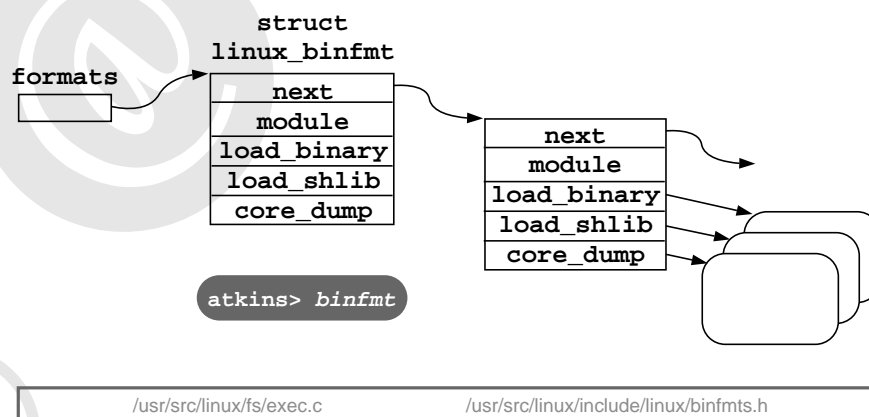 struct
linux_binfmt
formats
next
module
load_binary
load_shlib
core_dump
next
module
load_binary
load_shlib
core_dump
atkins> binfmt
/usr/src/linux/fs/exec.c /usr/src/linux/include/linux/binfmts.h